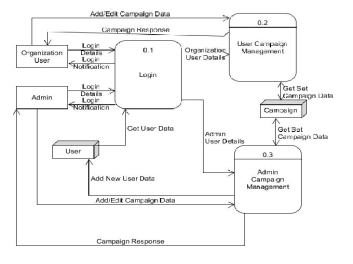 Add/Edit Campaign Data
Campaign Response
Organization
User
Login
Details
Login
Notification
0.1
Login
Organization
User Details
0.2
User Campaign
Management
Admin
Login
Details
Login
Notification
Get Set
Campaign Data
Campaign
Get User Data
User
Admin
User Details
Get Set
Campaign Data
0.3
Admin
Campaign
Management
Add New User Data
Add/Edit Campaign Data
Campaign Response